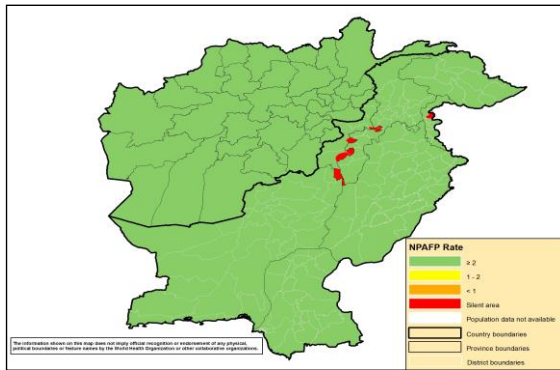 NPAFP Rate
≥ 2
1 - 2
< 1
Silent area
Population data not available
Country boundaries
Province boundaries
District boundaries
The information shown on this map does not imply official recognition or endorsement of any physical,
political boundaries or feature names by the World Health Organization or other collaborative organizations.